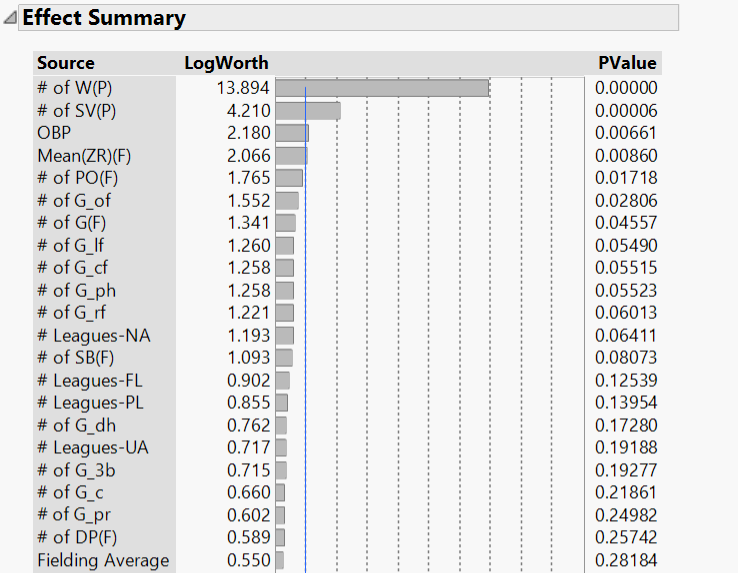 Effect Summary
Source LogWorth PValue
# of W(P) 13.894 0.00000
# of SV(P) 4.210 0.00006
OBP 2.180 0.00661
Mean(ZR)(F) 2.066 0.00860
# of PO(F) 1.765 0.01718
# of G_of 1.552 0.02806
# of G(F) 1.341 0.04557
# of G_lf 1.260 0.05490
# of G_cf 1.258 0.05515
# of G_ph 1.258 0.05523
# of G_rf 1.221 0.06013
# Leagues-NA 1.193 0.06411
# of SB(F) 1.093 0.08073
# Leagues-FL 0.902 0.12539
# Leagues-PL 0.855 0.13954
# of G_dh 0.762 0.17280
# Leagues-UA 0.717 0.19188
# of G_3b 0.715 0.19277
# of G_c 0.660 0.21861
# of G_pr 0.602 0.24982
# of DP(F) 0.589 0.25742
Fielding Average 0.550 0.28184